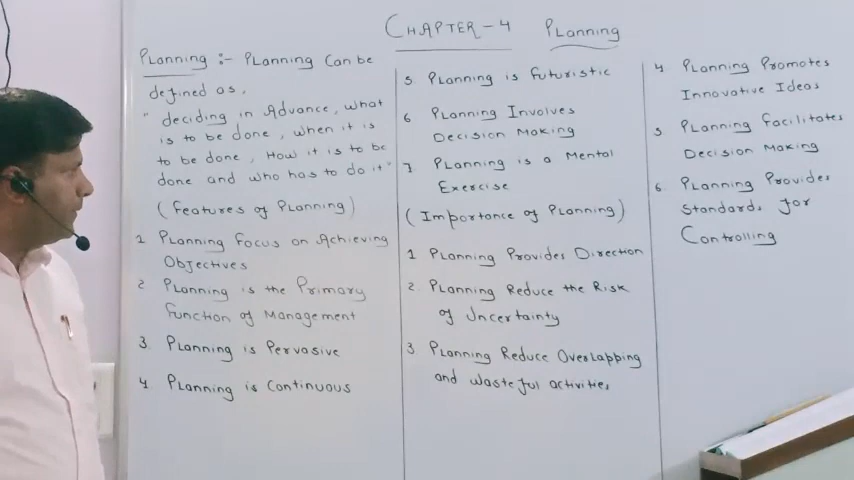 CHAPTER-4 Planning
Planning :- Planning Can be
defined as,
"deciding in Advance, what
is to be done, when it is
to be done, How it is to be
done and who has to do it"
(Features of Planning)
1 Planning Focus on Achieving
Objectives
2 Planning is the Primary
Function of Management
3. Planning is Pervasive
4 Planning is Continuous
5 Planning is Futuristic
6 Planning Involves
Decision Making
7 Planning is a Mental
Exercise
(Importance of Planning)
1 Planning Provides Direction
2. Planning Reduce the Risk
of Uncertainty
3 Planning Reduce Overlapping
and wasteful activities
4 Planning Promotes
Innovative Ideas
5 Planning Facilitates
Decision Making
6 Planning Provides
Standards for
Controlling